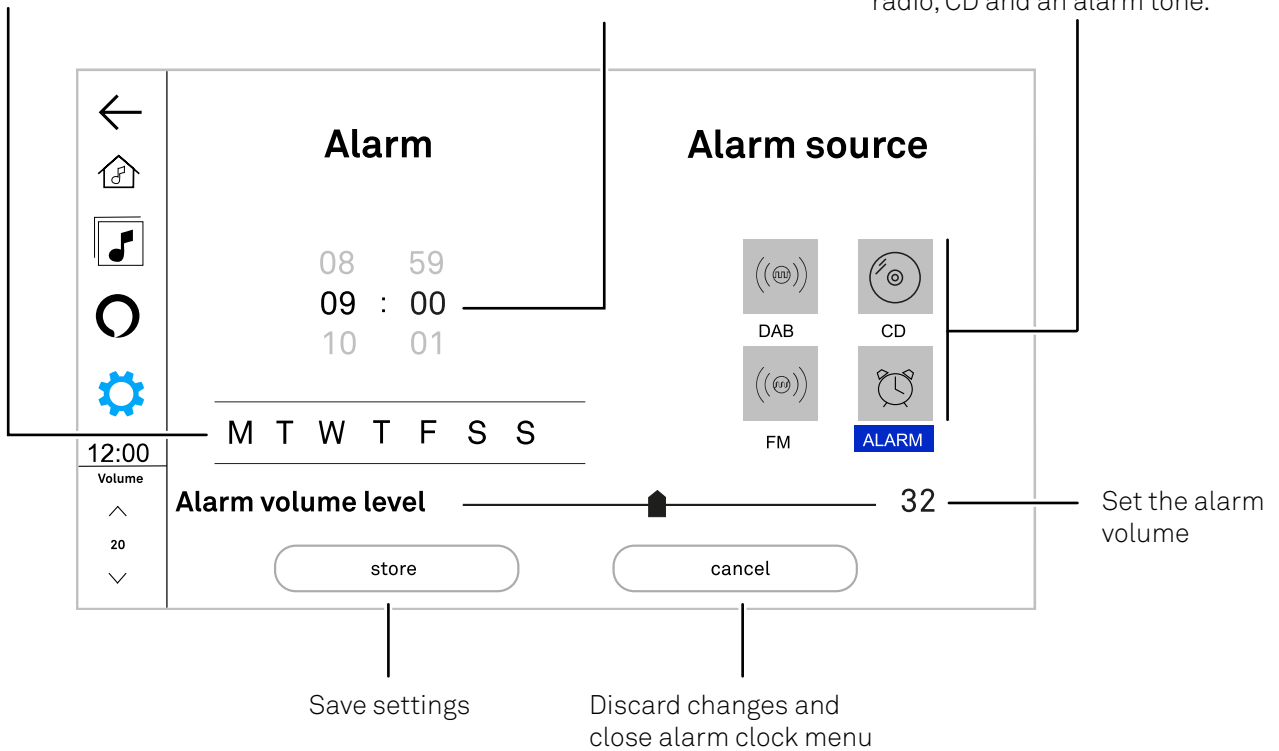 radio, CD and an alarm tone.
Alarm
Alarm source
08 59
09 : 00
10 01
DAB
CD
FM
ALARM
M T W T F S S
12:00
Volume
20
Alarm volume level
32
Set the alarm
volume
store
cancel
Save settings
Discard changes and
close alarm clock menu